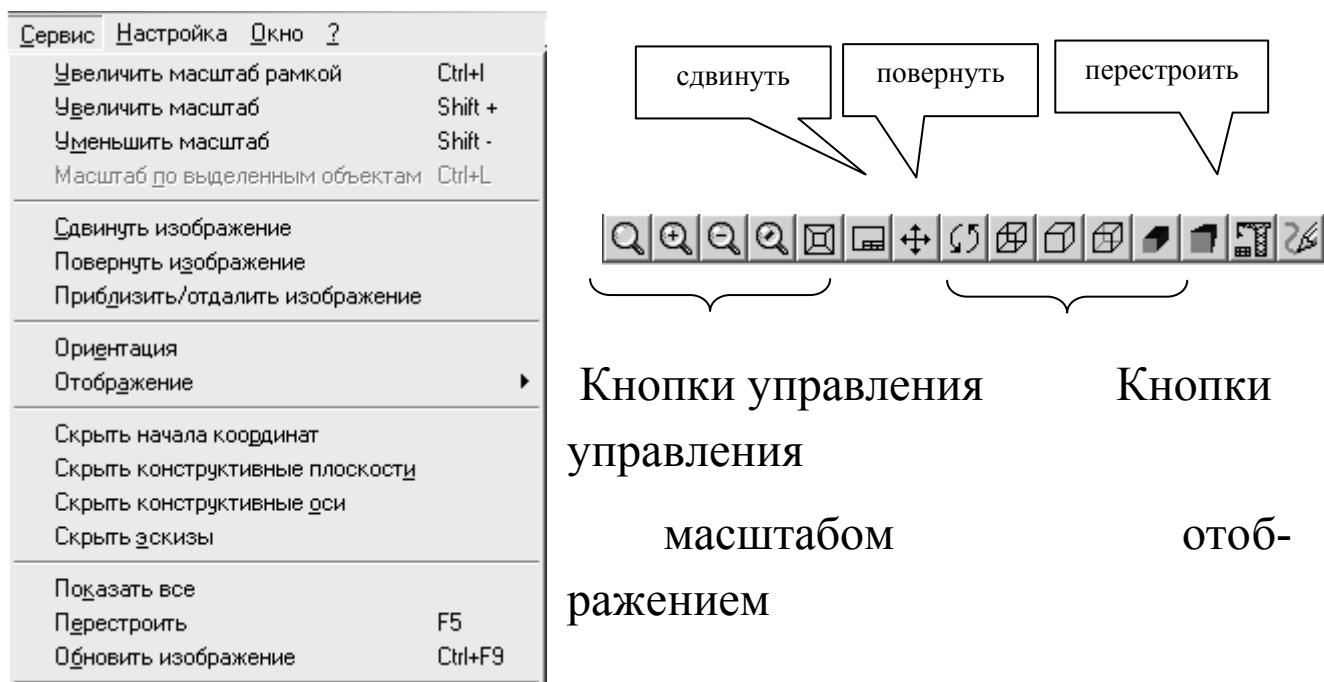 Сервис Настройка Окно ?
Увеличить масштаб рамкой Ctrl+I
Увеличить масштаб Shift +
Уменьшить масштаб Shift -
Масштаб по выделенным объектам Ctrl+L
Сдвинуть изображение
Повернуть изображение
Приблизить/отдалить изображение
Ориентация
Отображение
Скрыть начала координат
Скрыть конструктивные плоскости
Скрыть конструктивные оси
Скрыть эскизы
Показать все
Перестроить F5
Обновить изображение Ctrl+F9
сдвинуть
повернуть
перестроить
Кнопки управления Кнопки
управления
масштабом отоб-
ражением